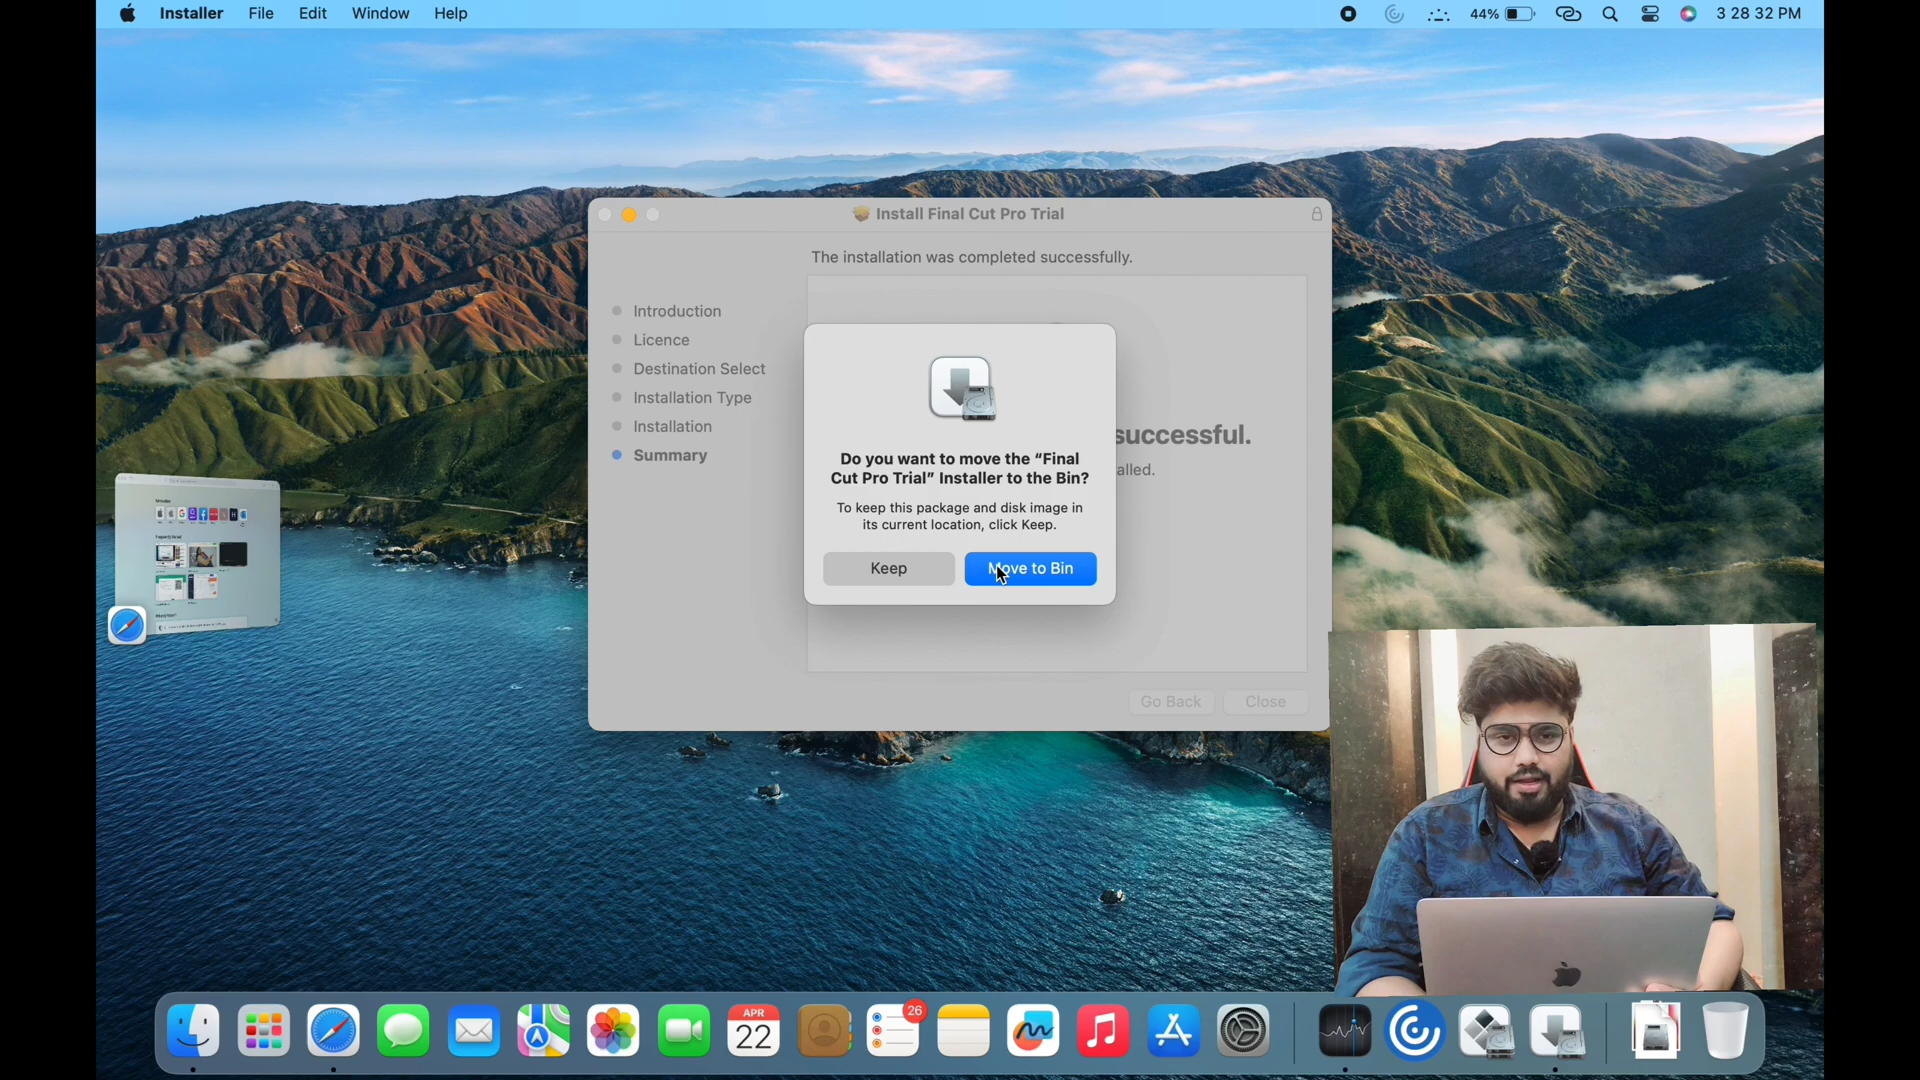 Installer File Edit Window Help
44% 3 28 32 PM
Install Final Cut Pro Trial
The installation was completed successfully.
Introduction
Licence
Destination Select
Installation Type
Installation
Summary
successful.
alled.
Do you want to move the “Final
Cut Pro Trial” Installer to the Bin?
To keep this package and disk image in
its current location, click Keep.
Keep
Move to Bin
Go Back
Close
APR
22
26